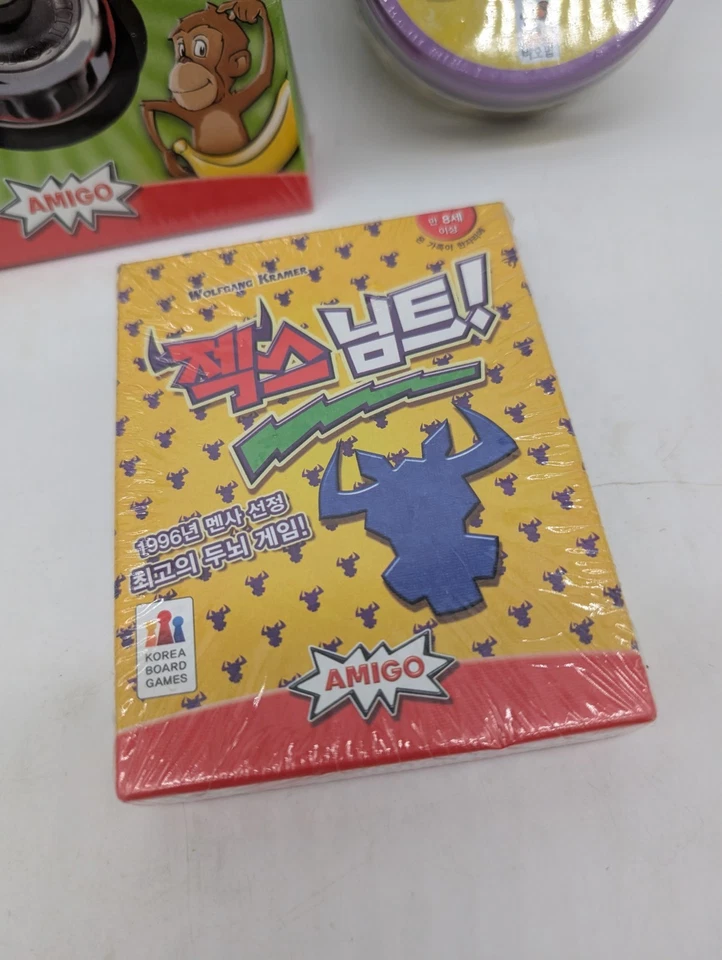 AMIGO
만 8세
이상
WOLFGANG KRAMER
젝스 님트!
1996년 멘사 선정
최고의 두뇌 게임!
KOREA
BOARD
GAMES
AMIGO